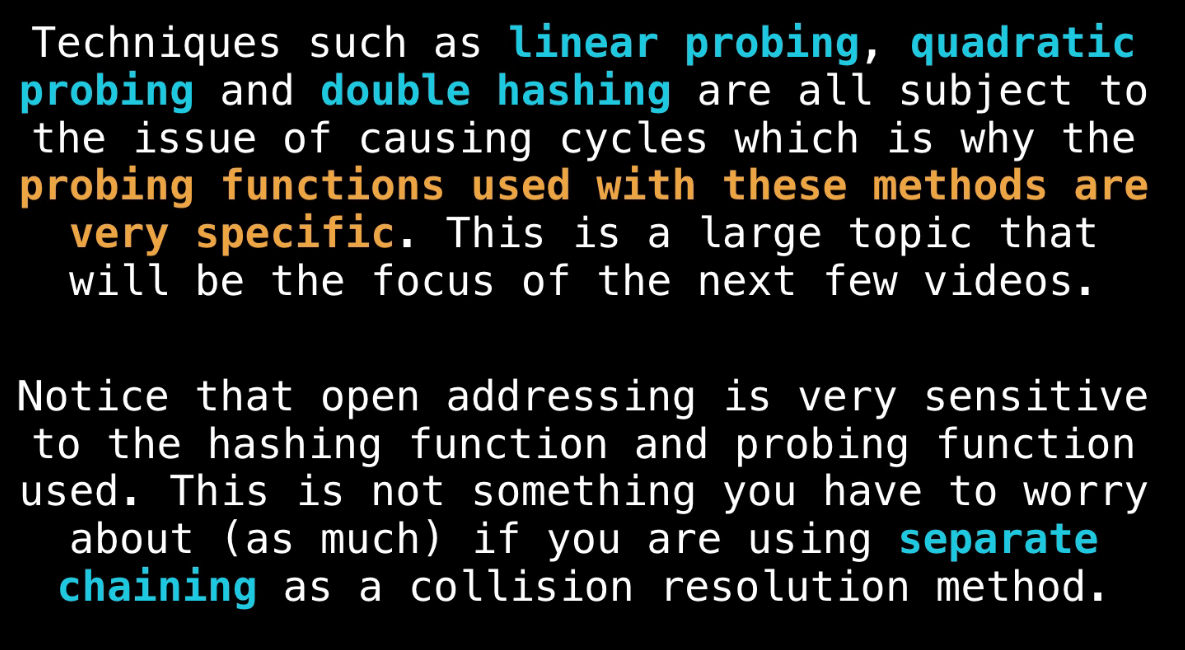 Techniques such as linear probing, quadratic
probing and double hashing are all subject to
the issue of causing cycles which is why the
probing functions used with these methods are
very specific. This is a large topic that
will be the focus of the next few videos.
Notice that open addressing is very sensitive
to the hashing function and probing function
used. This is not something you have to worry
about (as much) if you are using separate
chaining as a collision resolution method.